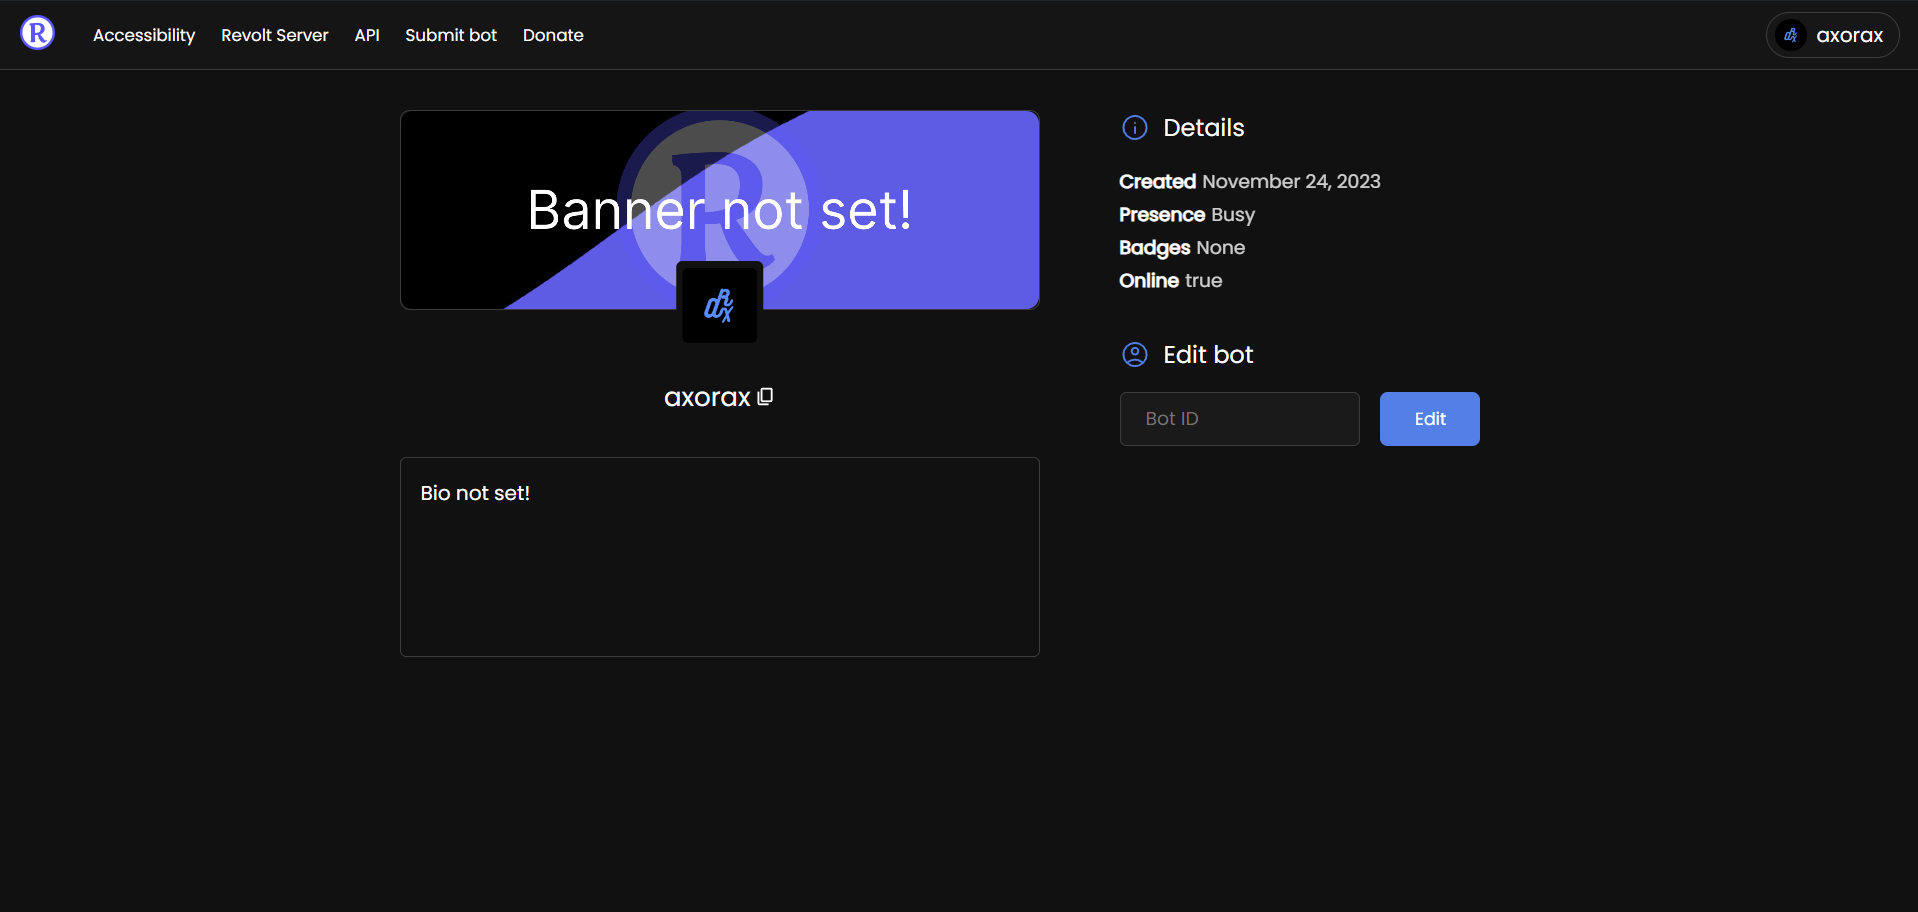 R
Accessibility Revolt Server API Submit bot Donate
axorax
R
Banner not set!
axorax
Bio not set!
Details
Created November 24, 2023
Presence Busy
Badges None
Online true
Edit bot
Bot ID
Edit